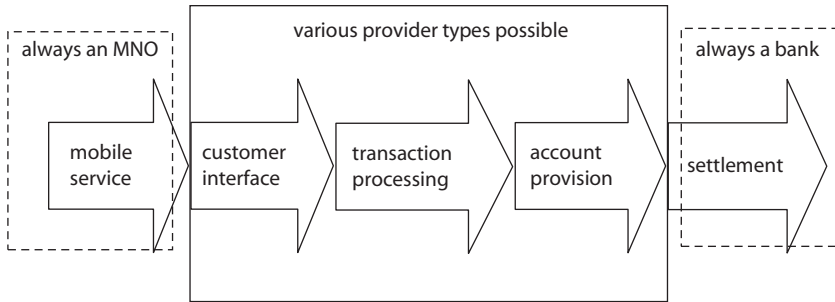 always an MNO
various provider types possible
always a bank
mobile
service
customer
interface
transaction
processing
account
provision
settlement